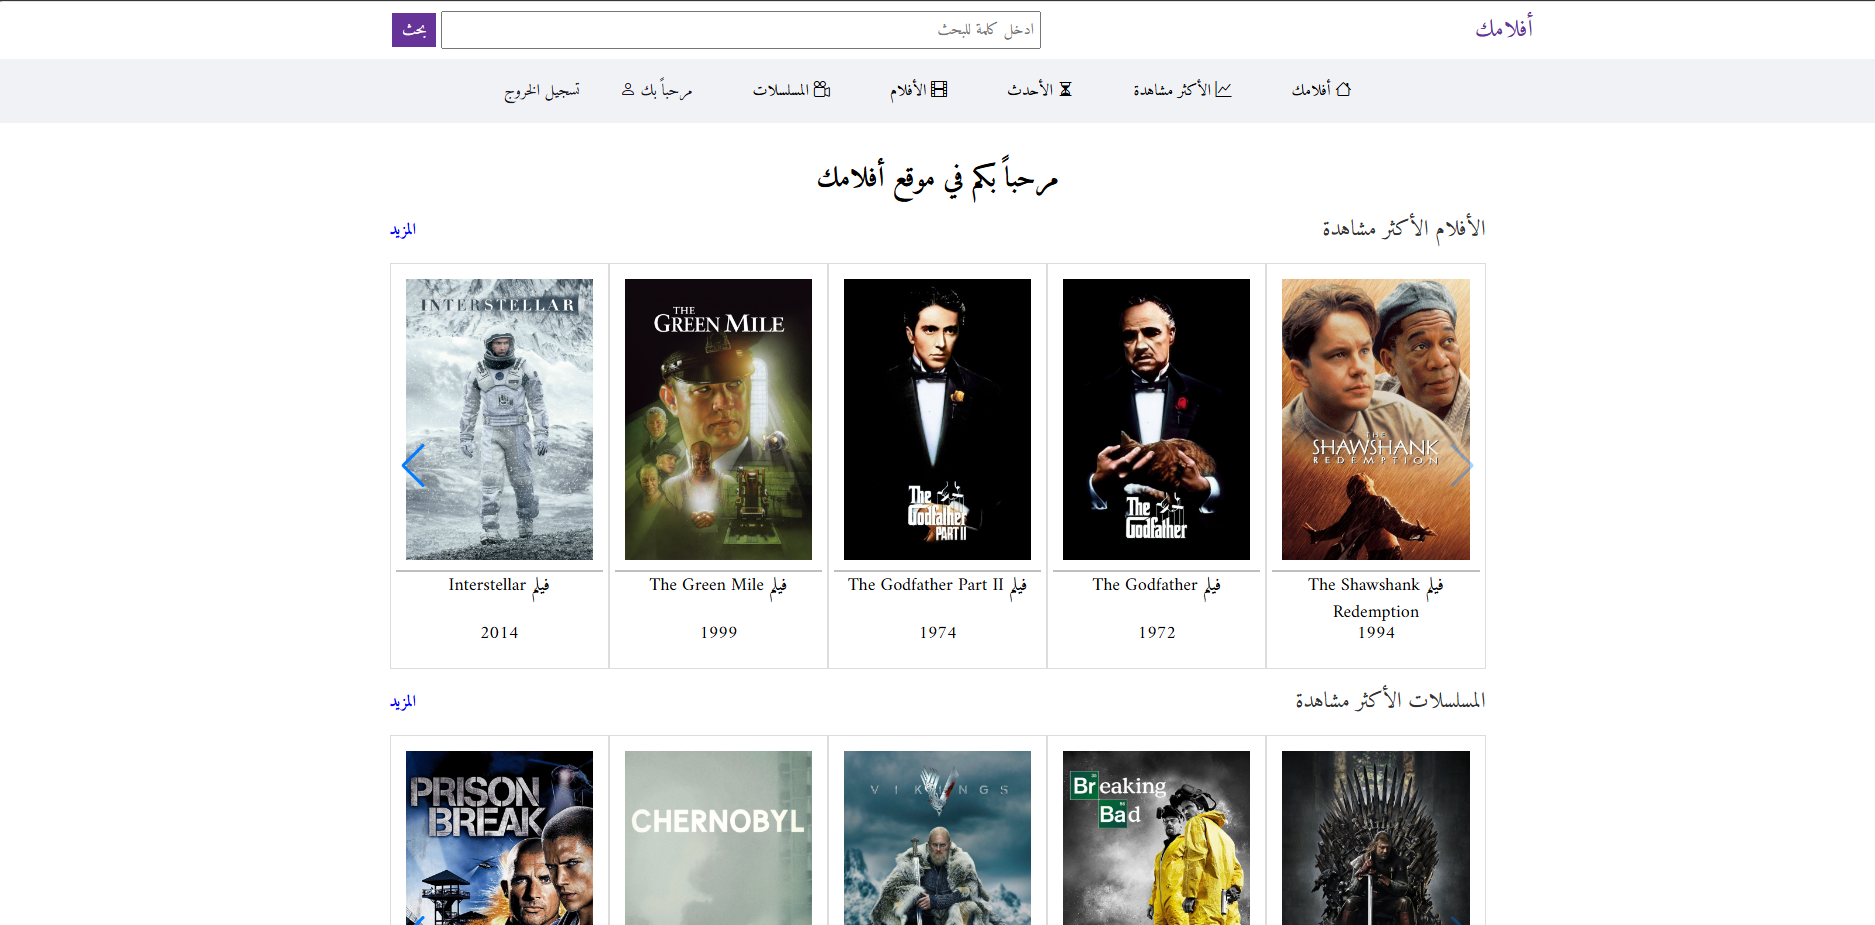 أفلامك
ادخل كلمة للبحث
بحث
أفلامك
الأكثر مشاهدة
الأحدث
الأفلام
المسلسلات
مرحباً بك
تسجيل الخروج
مرحباً بكم في موقع أفلامك
الأفلام الأكثر مشاهدة
المزيد
THE
SHAWSHANK
REDEMPTION
The
Godfather
The
Godfather
PART II
THE
GREEN MILE
INTERSTELLAR
فيلم The Shawshank
Redemption
1994
فيلم The Godfather
1972
فيلم The Godfather Part II
1974
فيلم The Green Mile
1999
فيلم Interstellar
2014
المسلسلات الأكثر مشاهدة
المزيد
Breaking
Bad
VIKINGS
CHERNOBYL
PRISON
BREAK